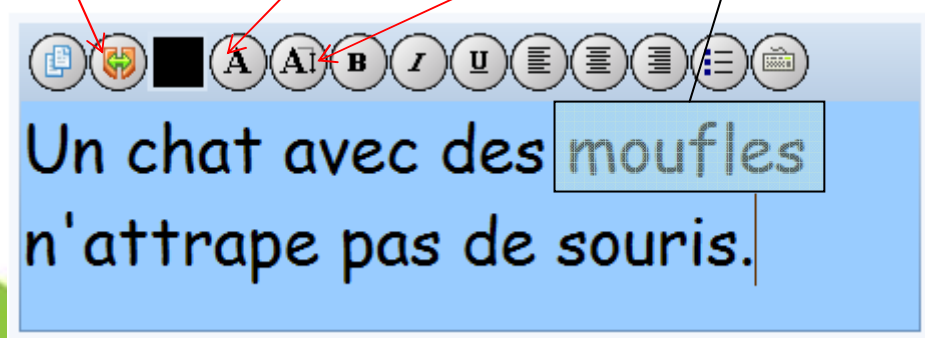 A A B I U
Un chat avec des moufles
n'attrape pas de souris.